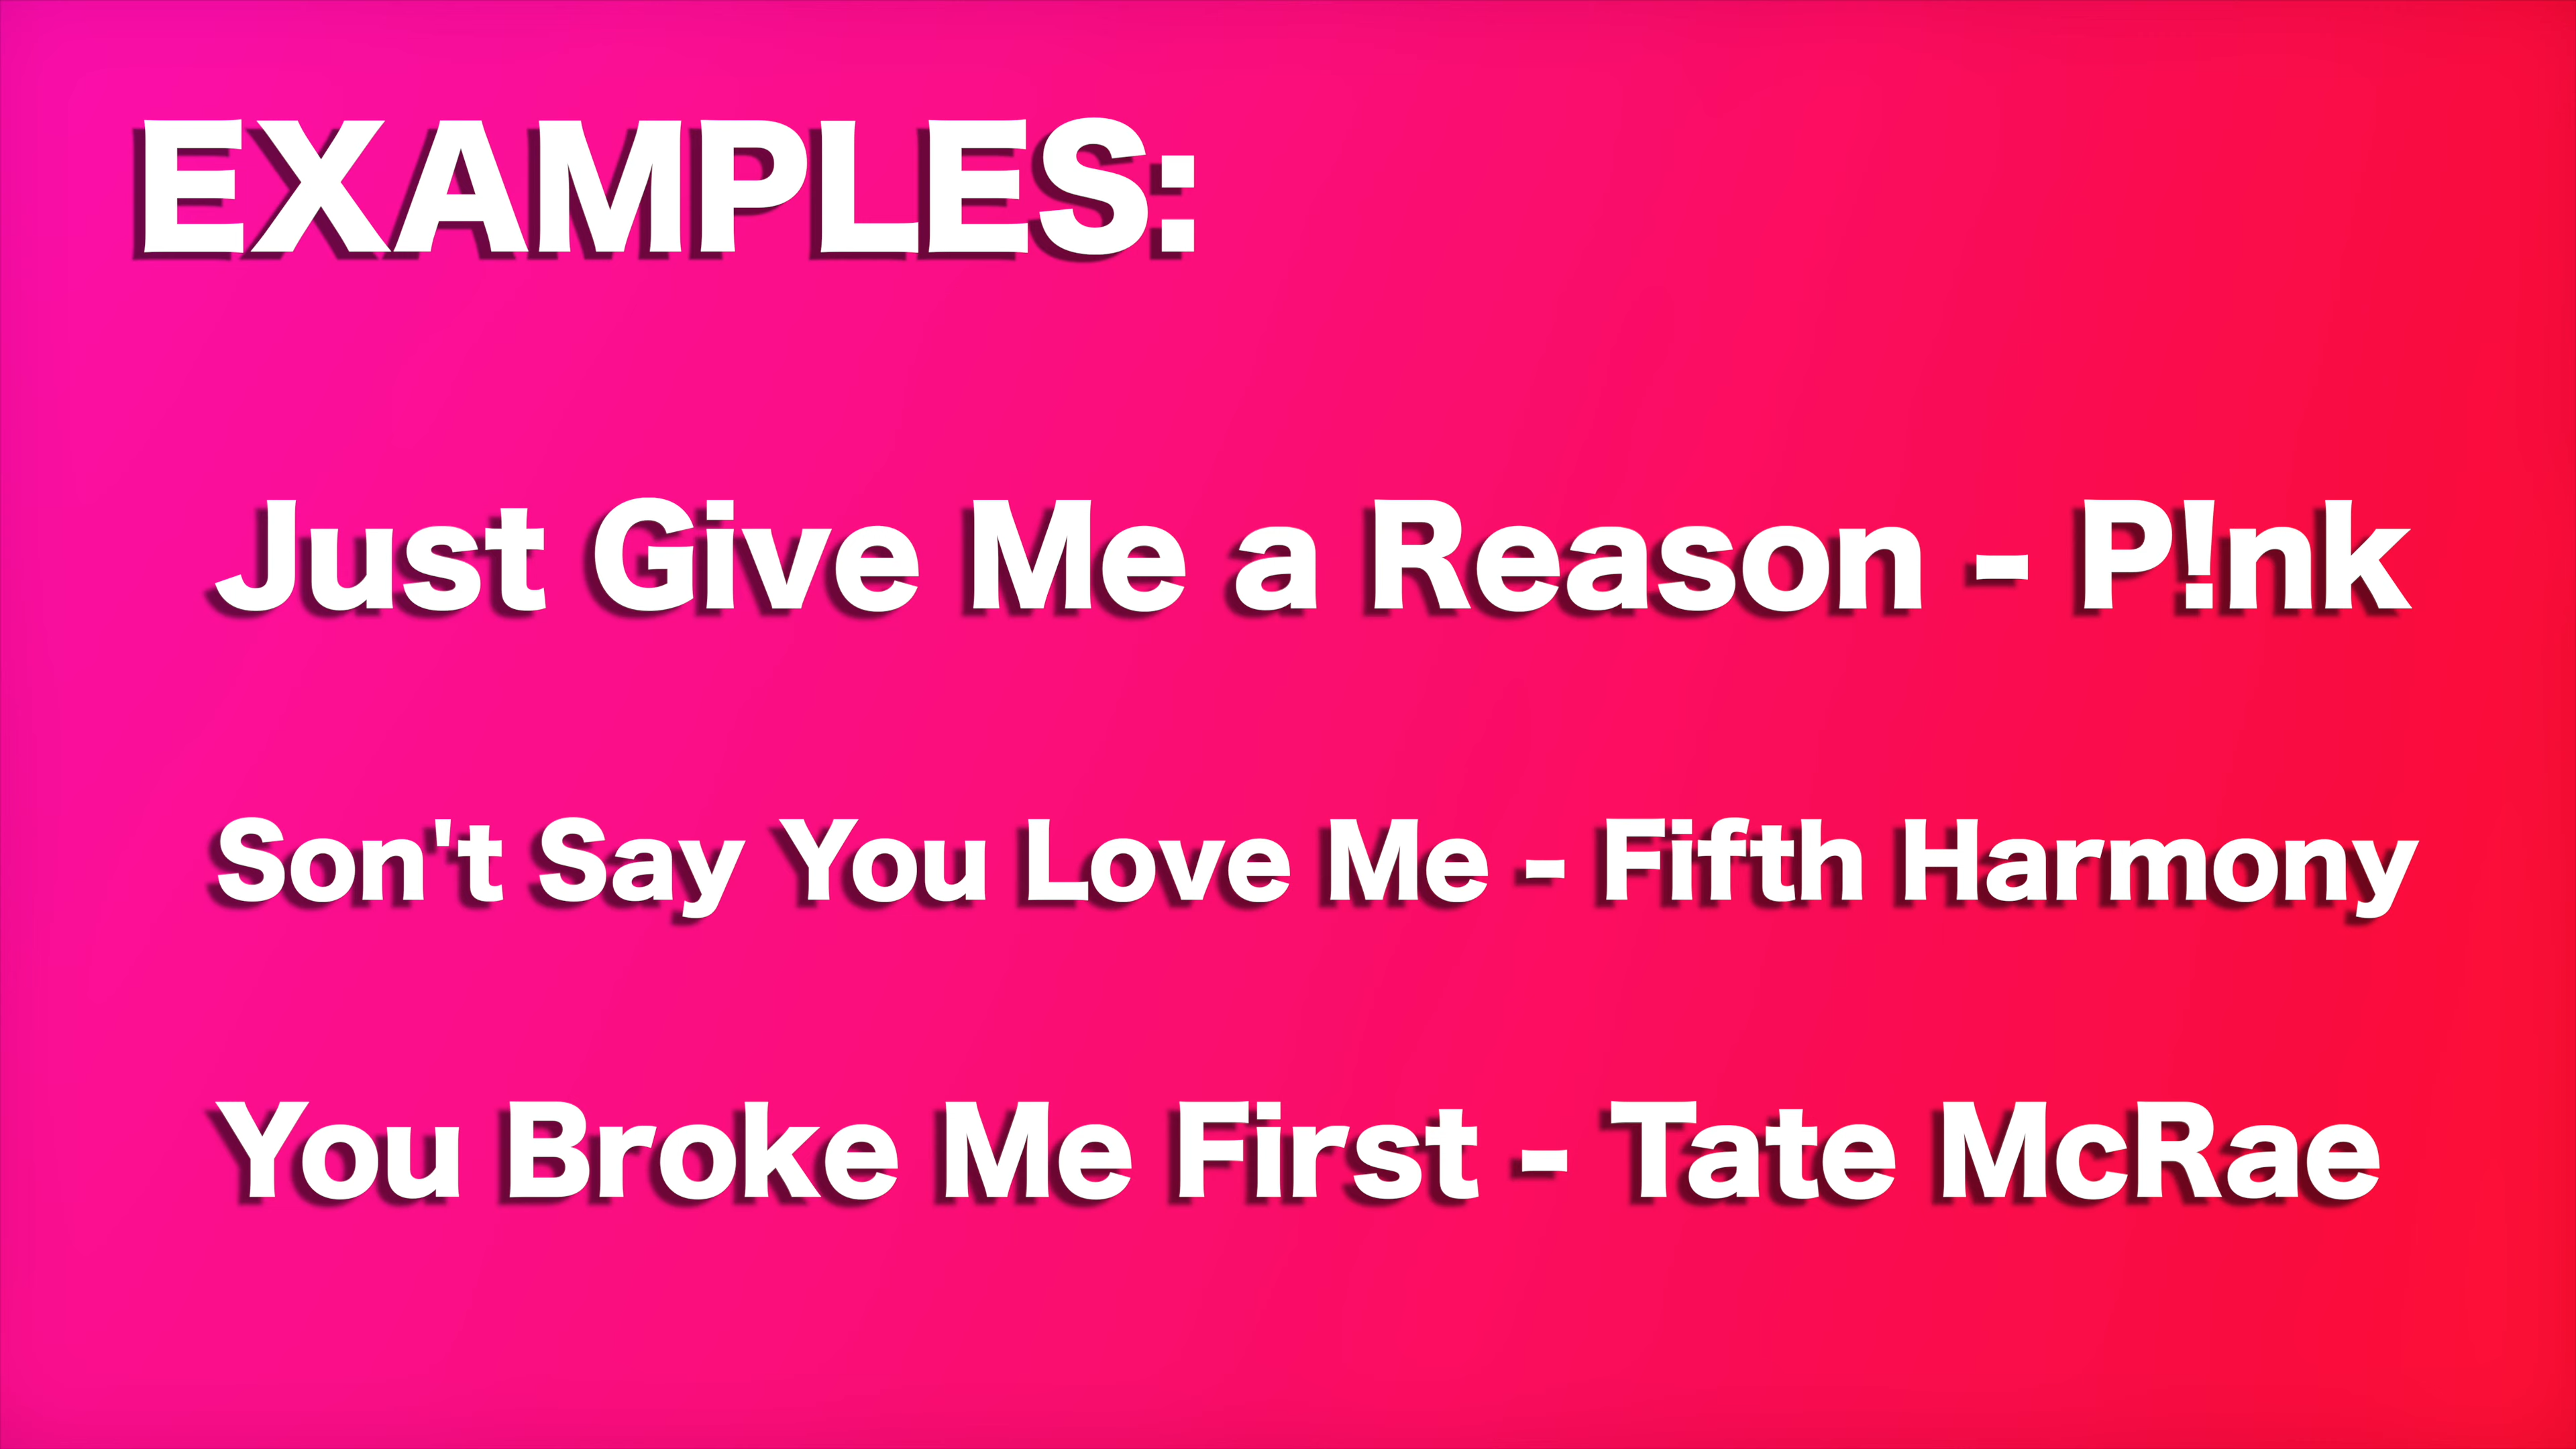 EXAMPLES:
Just Give Me a Reason - P!nk
Son't Say You Love Me - Fifth Harmony
You Broke Me First - Tate McRae